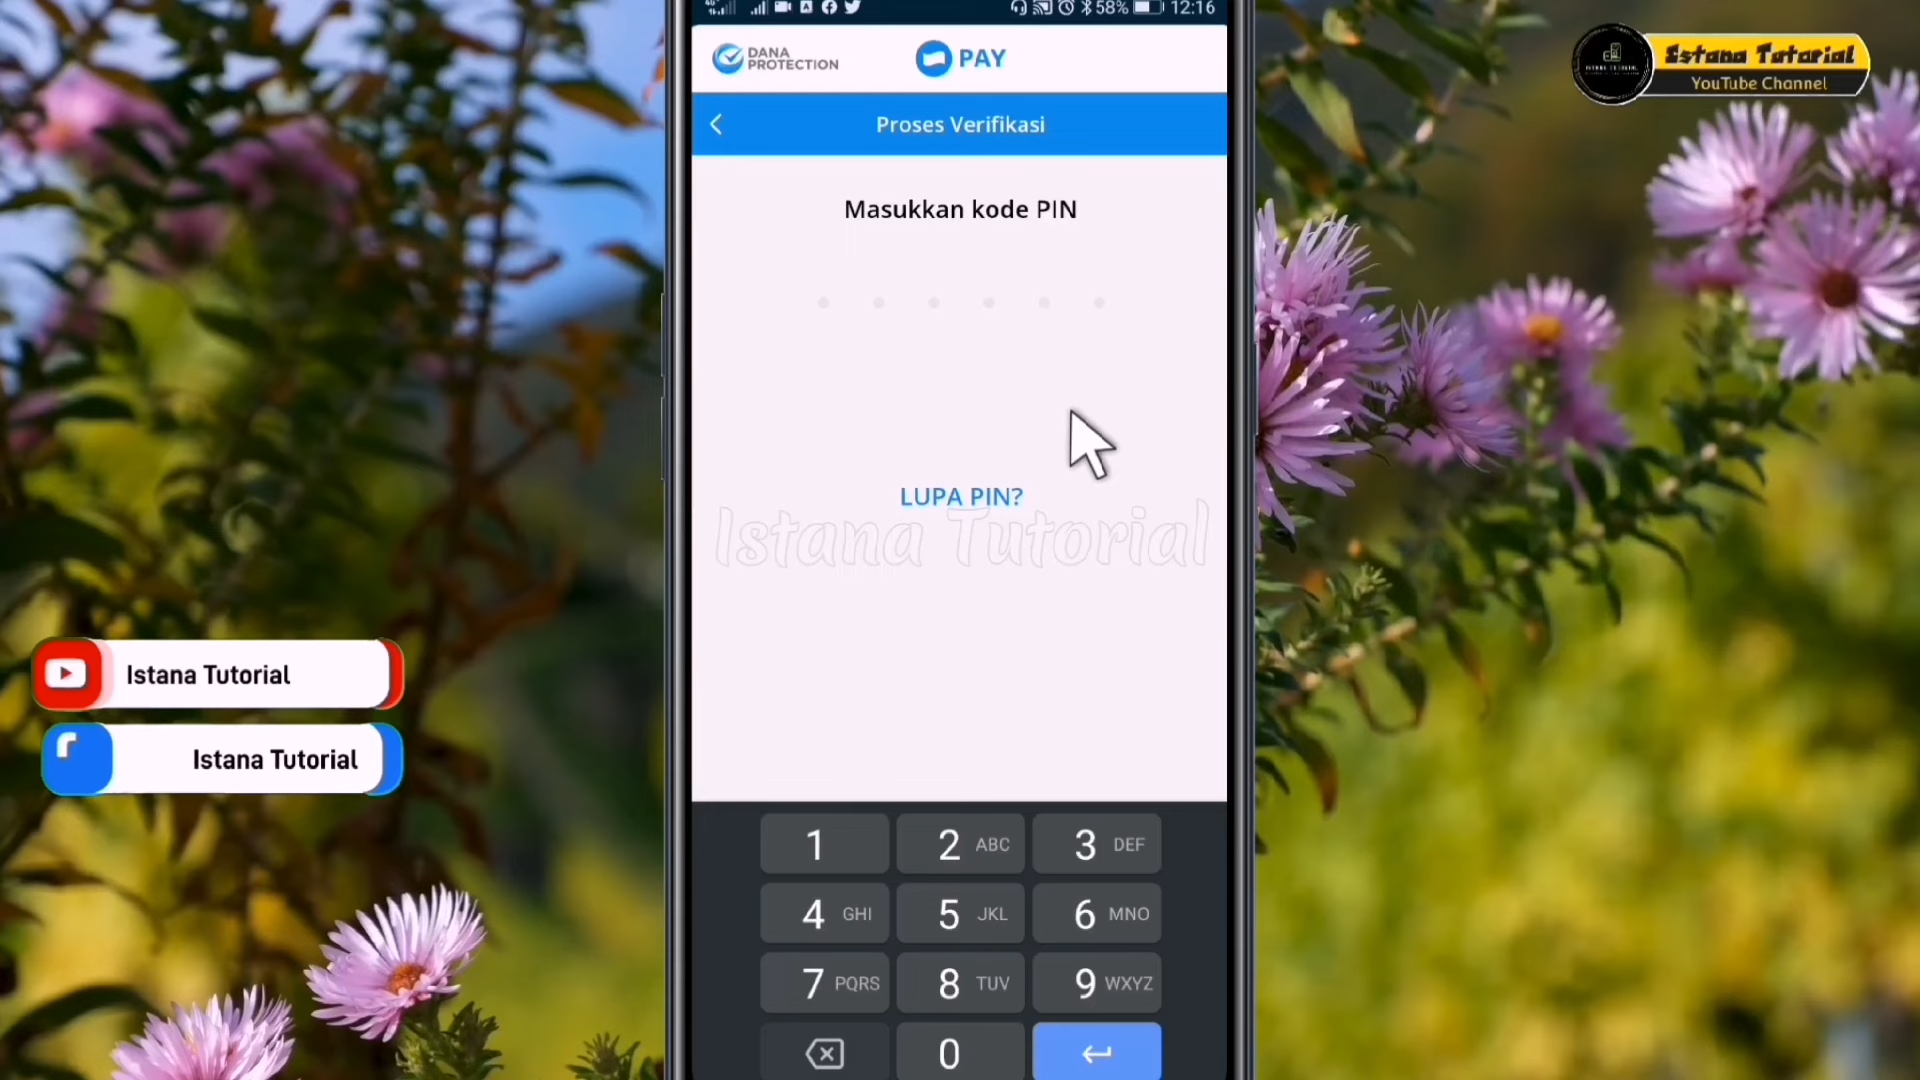 58% 12:16
DANA
PROTECTION
PAY
Proses Verifikasi
Masukkan kode PIN
LUPA PIN?
Istana Tutorial
1
2 ABC
3 DEF
4 GHI
5 JKL
6 MNO
7 PQRS
8 TUV
9 WXYZ
0
Istana Tutorial
YouTube Channel
Istana Tutorial
Istana Tutorial